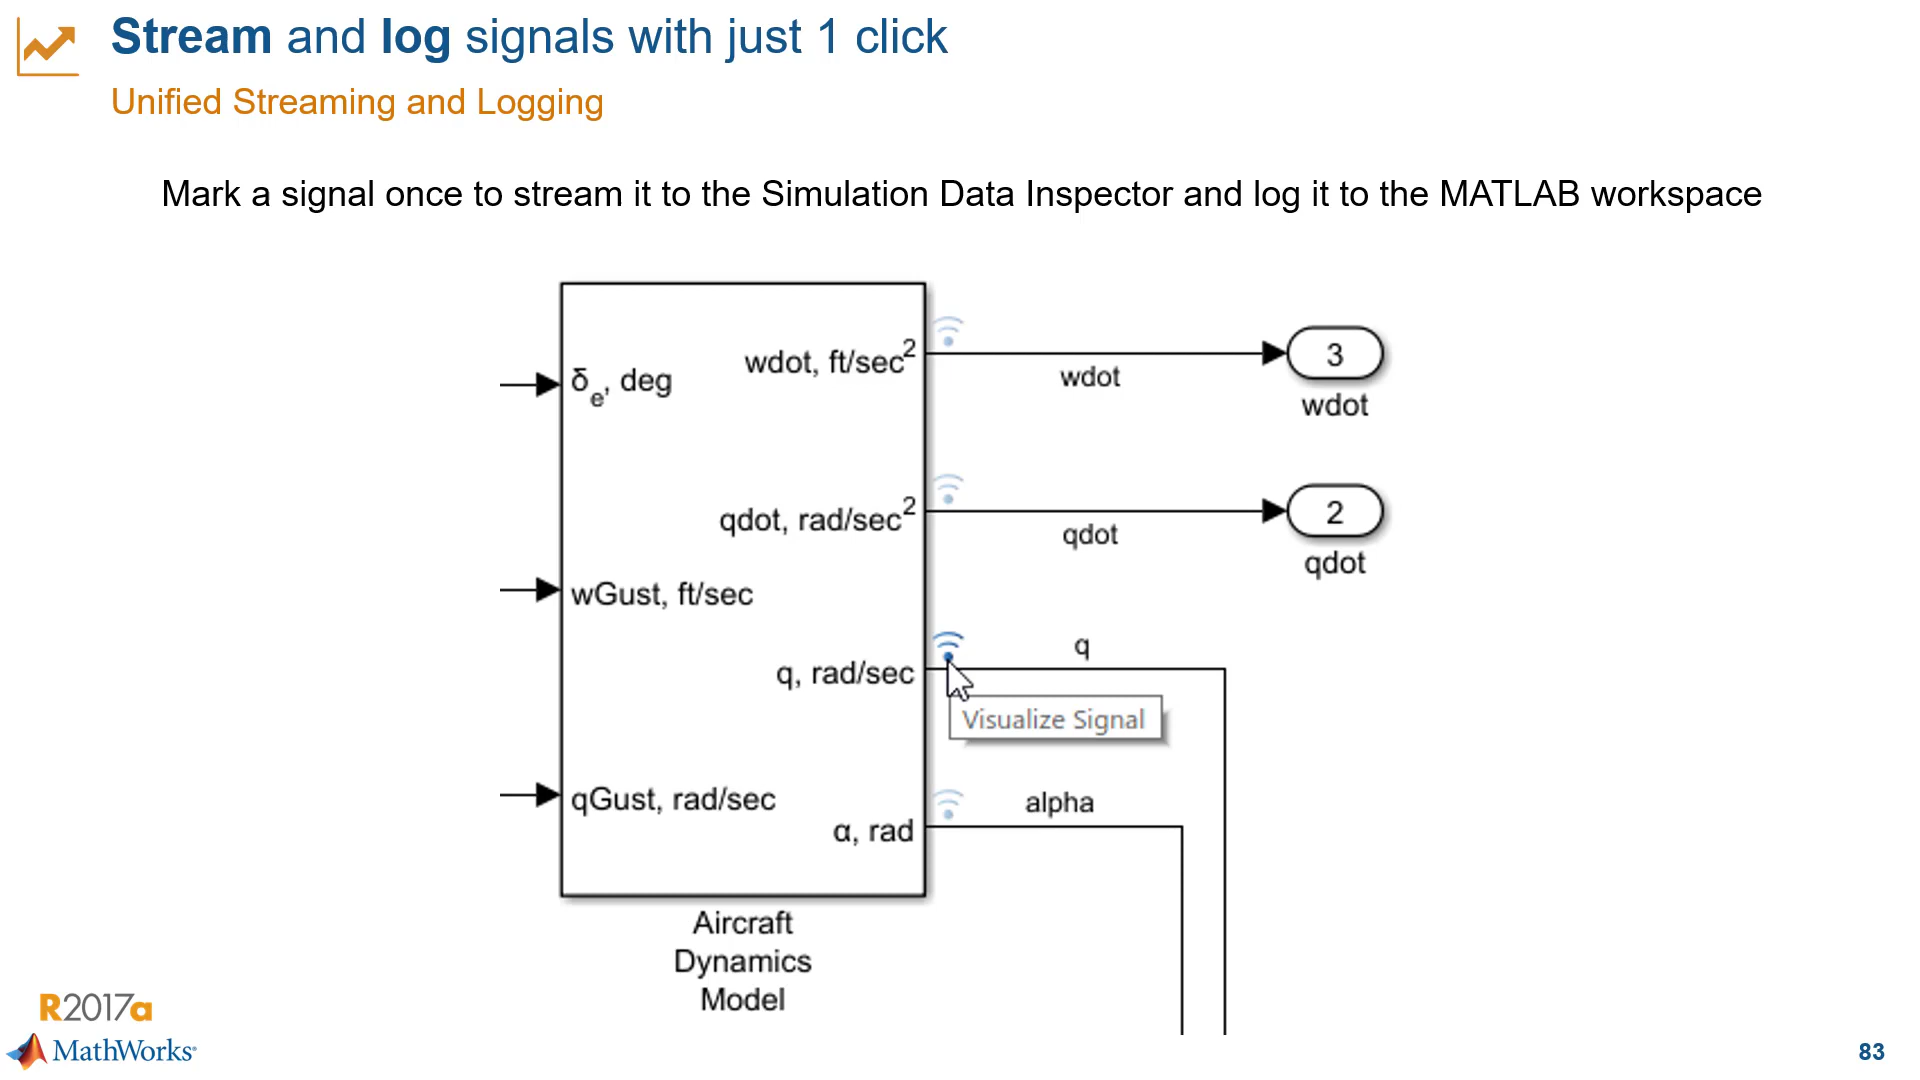 Stream and log signals with just 1 click
Unified Streaming and Logging
Mark a signal once to stream it to the Simulation Data Inspector and log it to the MATLAB workspace
δe, deg
wdot, ft/sec2
wdot
3
wdot
qdot, rad/sec2
qdot
2
qdot
wGust, ft/sec
q, rad/sec
q
Visualize Signal
qGust, rad/sec
α, rad
alpha
Aircraft
Dynamics
Model
R2017a
MathWorks
83